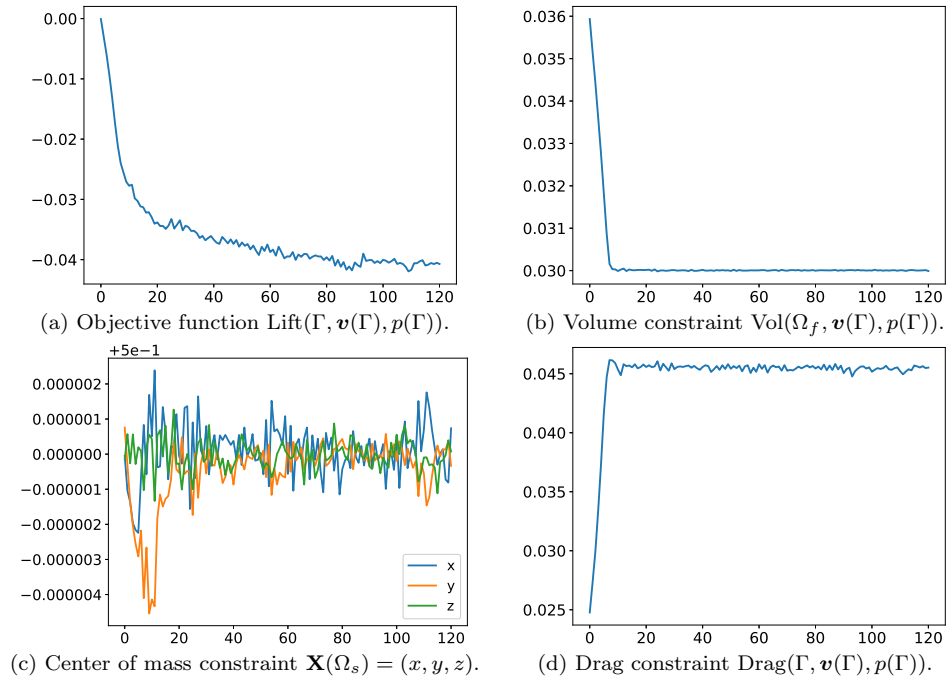 0.00
−0.01
−0.02
−0.03
−0.04
0 20 40 60 80 100 120
(a) Objective function Lift(Γ, v(Γ), p(Γ)).
0.036
0.035
0.034
0.033
0.032
0.031
0.030
0 20 40 60 80 100 120
(b) Volume constraint Vol(Ω_f, v(Γ), p(Γ)).
+5e−1
0.000002
0.000001
0.000000
−0.000001
−0.000002
−0.000003
−0.000004
x
y
z
0 20 40 60 80 100 120
(c) Center of mass constraint X(Ω_s) = (x, y, z).
0.045
0.040
0.035
0.030
0.025
0 20 40 60 80 100 120
(d) Drag constraint Drag(Γ, v(Γ), p(Γ)).